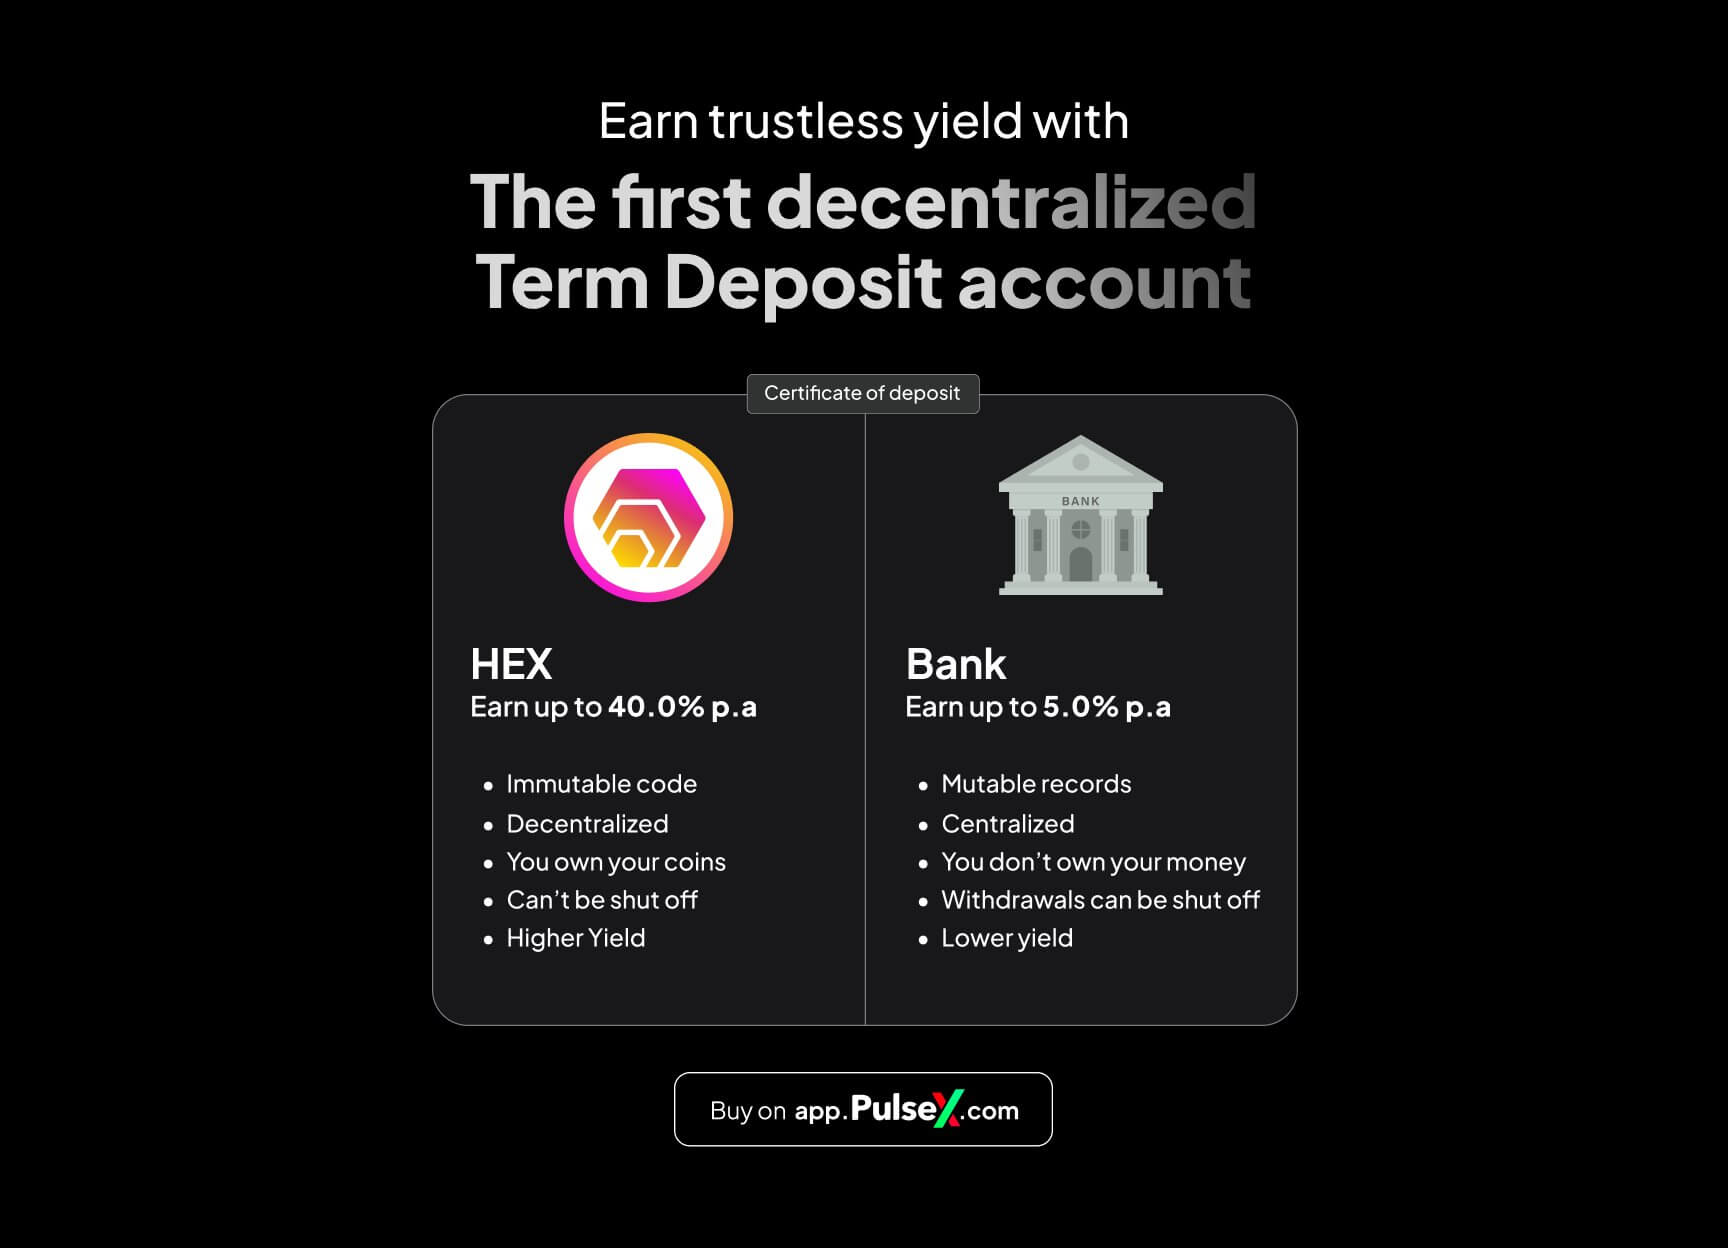 Earn trustless yield with
The first decentralized
Term Deposit account
Certificate of deposit
BANK
HEX
Earn up to 40.0% p.a
• Immutable code
• Decentralized
• You own your coins
• Can’t be shut off
• Higher Yield
Bank
Earn up to 5.0% p.a
• Mutable records
• Centralized
• You don’t own your money
• Withdrawals can be shut off
• Lower yield
Buy on app.PulseX.com